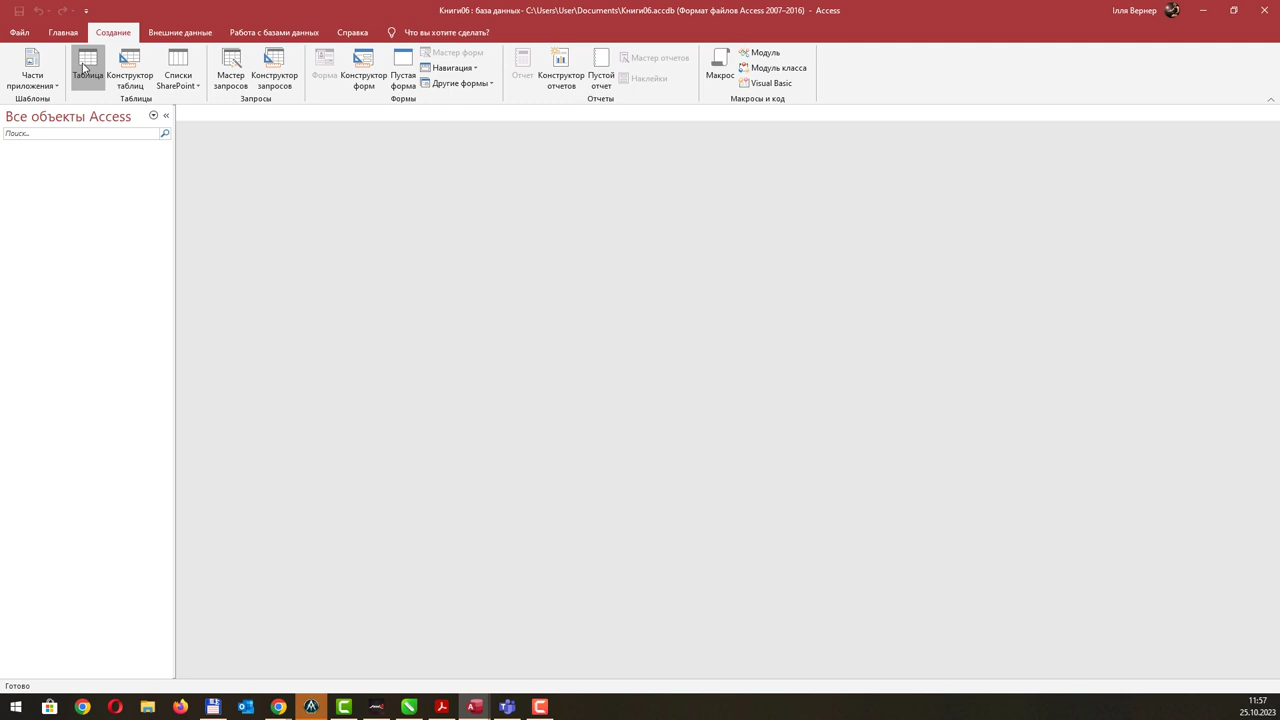 Книги06 : база данных- C:\Users\User\Documents\Книги06.accdb (Формат файлов Access 2007–2016) - Access
Ілля Вернер
Файл Главная Создание Внешние данные Работа с базами данных Справка Что вы хотите сделать?
Части приложения
Таблица
Конструктор таблиц
Списки SharePoint
Мастер запросов
Конструктор запросов
Форма
Конструктор форм
Пустая форма
Мастер форм
Навигация
Другие формы
Отчет
Конструктор отчетов
Пустой отчет
Мастер отчетов
Наклейки
Макрос
Модуль
Модуль класса
Visual Basic
Шаблоны Таблицы Запросы Формы Отчеты Макросы и код
Все объекты Access
Поиск...
Готово
11:57
25.10.2023